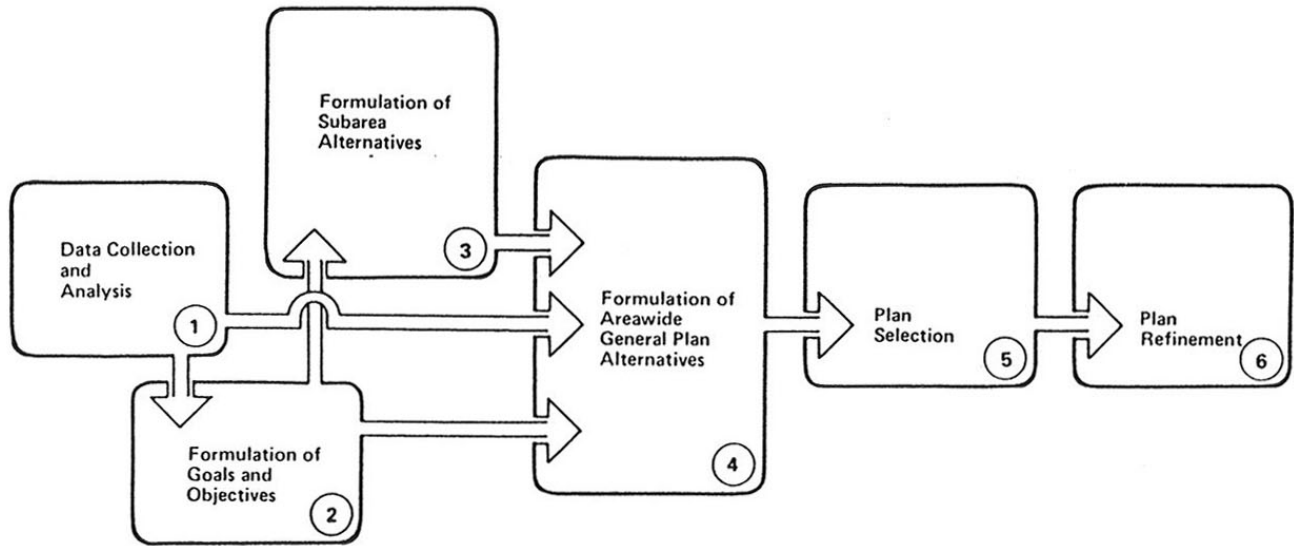 Data Collection
and
Analysis
1
Formulation of
Goals and
Objectives
2
Formulation of
Subarea
Alternatives
3
Formulation of
Areawide
General Plan
Alternatives
4
Plan
Selection
5
Plan
Refinement
6